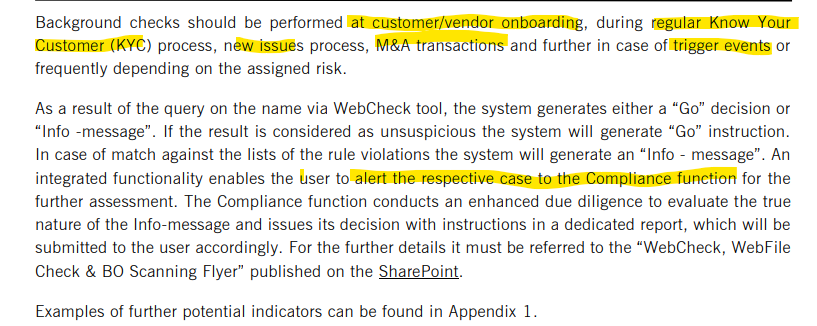 Background checks should be performed at customer/vendor onboarding, during regular Know Your
Customer (KYC) process, new issues process, M&A transactions and further in case of trigger events or
frequently depending on the assigned risk.
As a result of the query on the name via WebCheck tool, the system generates either a “Go” decision or
“Info -message”. If the result is considered as unsuspicious the system will generate “Go” instruction.
In case of match against the lists of the rule violations the system will generate an “Info - message”. An
integrated functionality enables the user to alert the respective case to the Compliance function for the
further assessment. The Compliance function conducts an enhanced due diligence to evaluate the true
nature of the Info-message and issues its decision with instructions in a dedicated report, which will be
submitted to the user accordingly. For the further details it must be referred to the “WebCheck, WebFile
Check & BO Scanning Flyer” published on the SharePoint.
Examples of further potential indicators can be found in Appendix 1.